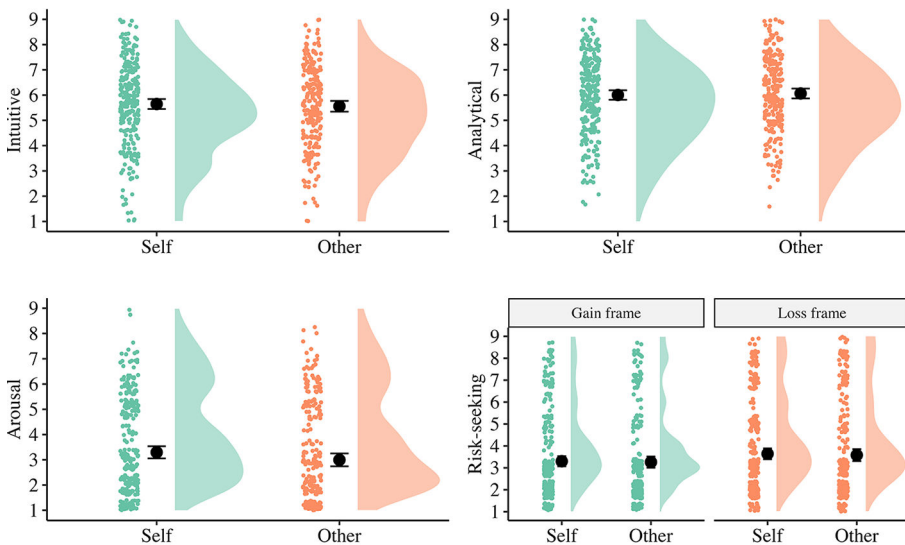 9
8
7
6
5
4
3
2
1
Intuitive
Self
Other
9
8
7
6
5
4
3
2
1
Analytical
Self
Other
9
8
7
6
5
4
3
2
1
Arousal
Self
Other
Gain frame
Loss frame
9
8
7
6
5
4
3
2
1
Risk-seeking
Self
Other
Self
Other